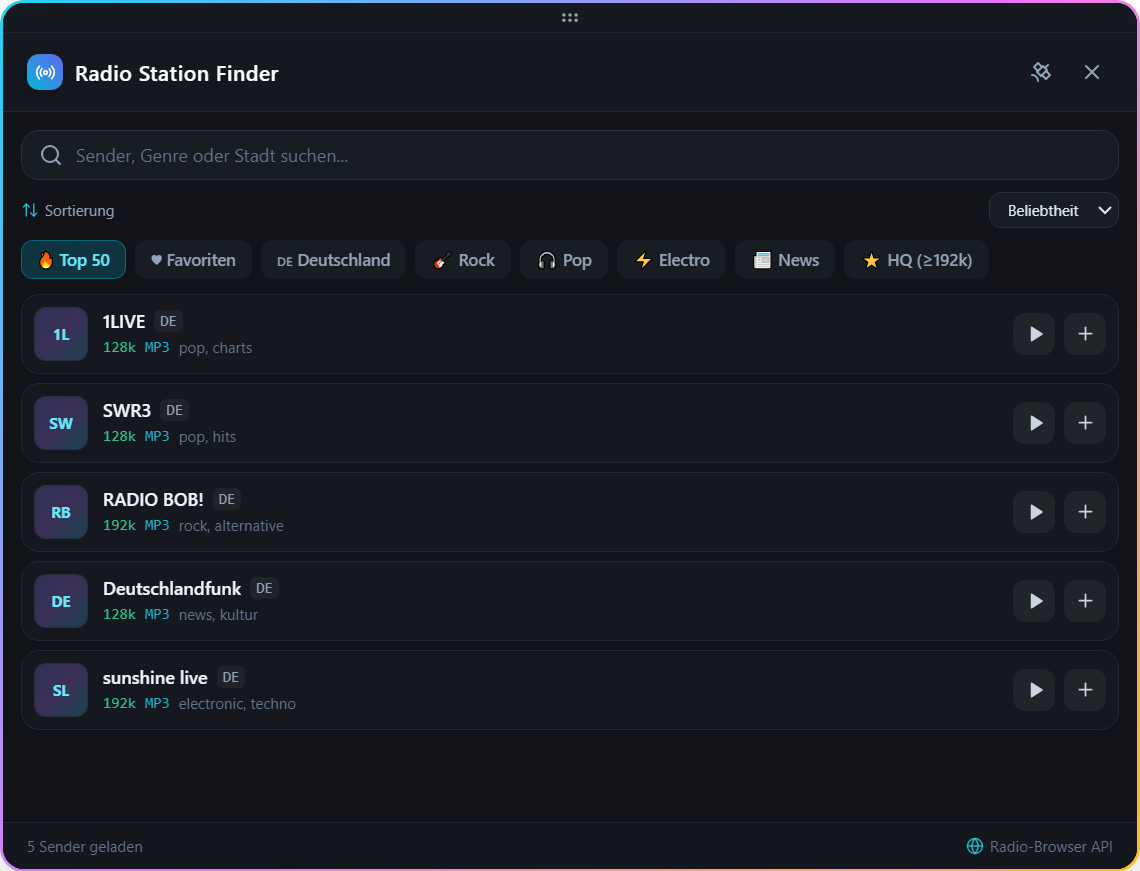 Radio Station Finder
Sender, Genre oder Stadt suchen...
Sortierung
Beliebtheit
Top 50
Favoriten
DE Deutschland
Rock
Pop
Electro
News
HQ (≥192k)
1L
1LIVE DE
128k MP3 pop, charts
SW
SWR3 DE
128k MP3 pop, hits
RB
RADIO BOB! DE
192k MP3 rock, alternative
DE
Deutschlandfunk DE
128k MP3 news, kultur
SL
sunshine live DE
192k MP3 electronic, techno
5 Sender geladen
Radio-Browser API